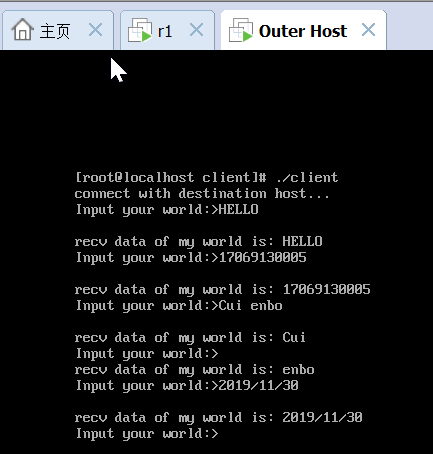 主页 r1 Outer Host
[root@localhost client]# ./client
connect with destination host...
Input your world:>HELLO
recv data of my world is: HELLO
Input your world:>17069130005
recv data of my world is: 17069130005
Input your world:>Cui enbo
recv data of my world is: Cui
Input your world:>
recv data of my world is: enbo
Input your world:>2019/11/30
recv data of my world is: 2019/11/30
Input your world:>